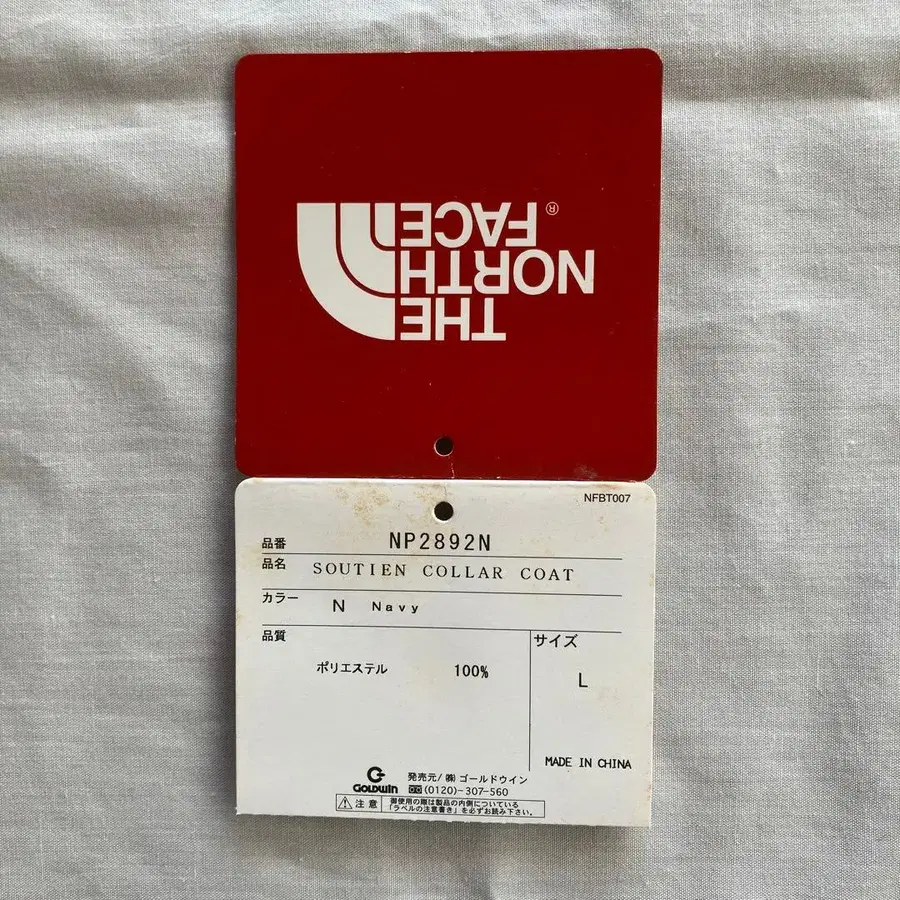 THE
NORTH
FACE®
NFBT007
品番 NP2892N
品名 SOUTIEN COLLAR COAT
カラー N Navy
品質 サイズ
ポリエステル 100% L
MADE IN CHINA
GOLDWIN 発売元/㈱ゴールドウイン
(0120)-307-560
注意 御使用の際は製品の内側についている
「ラベルの注意書き」を必ずお読み下さい。